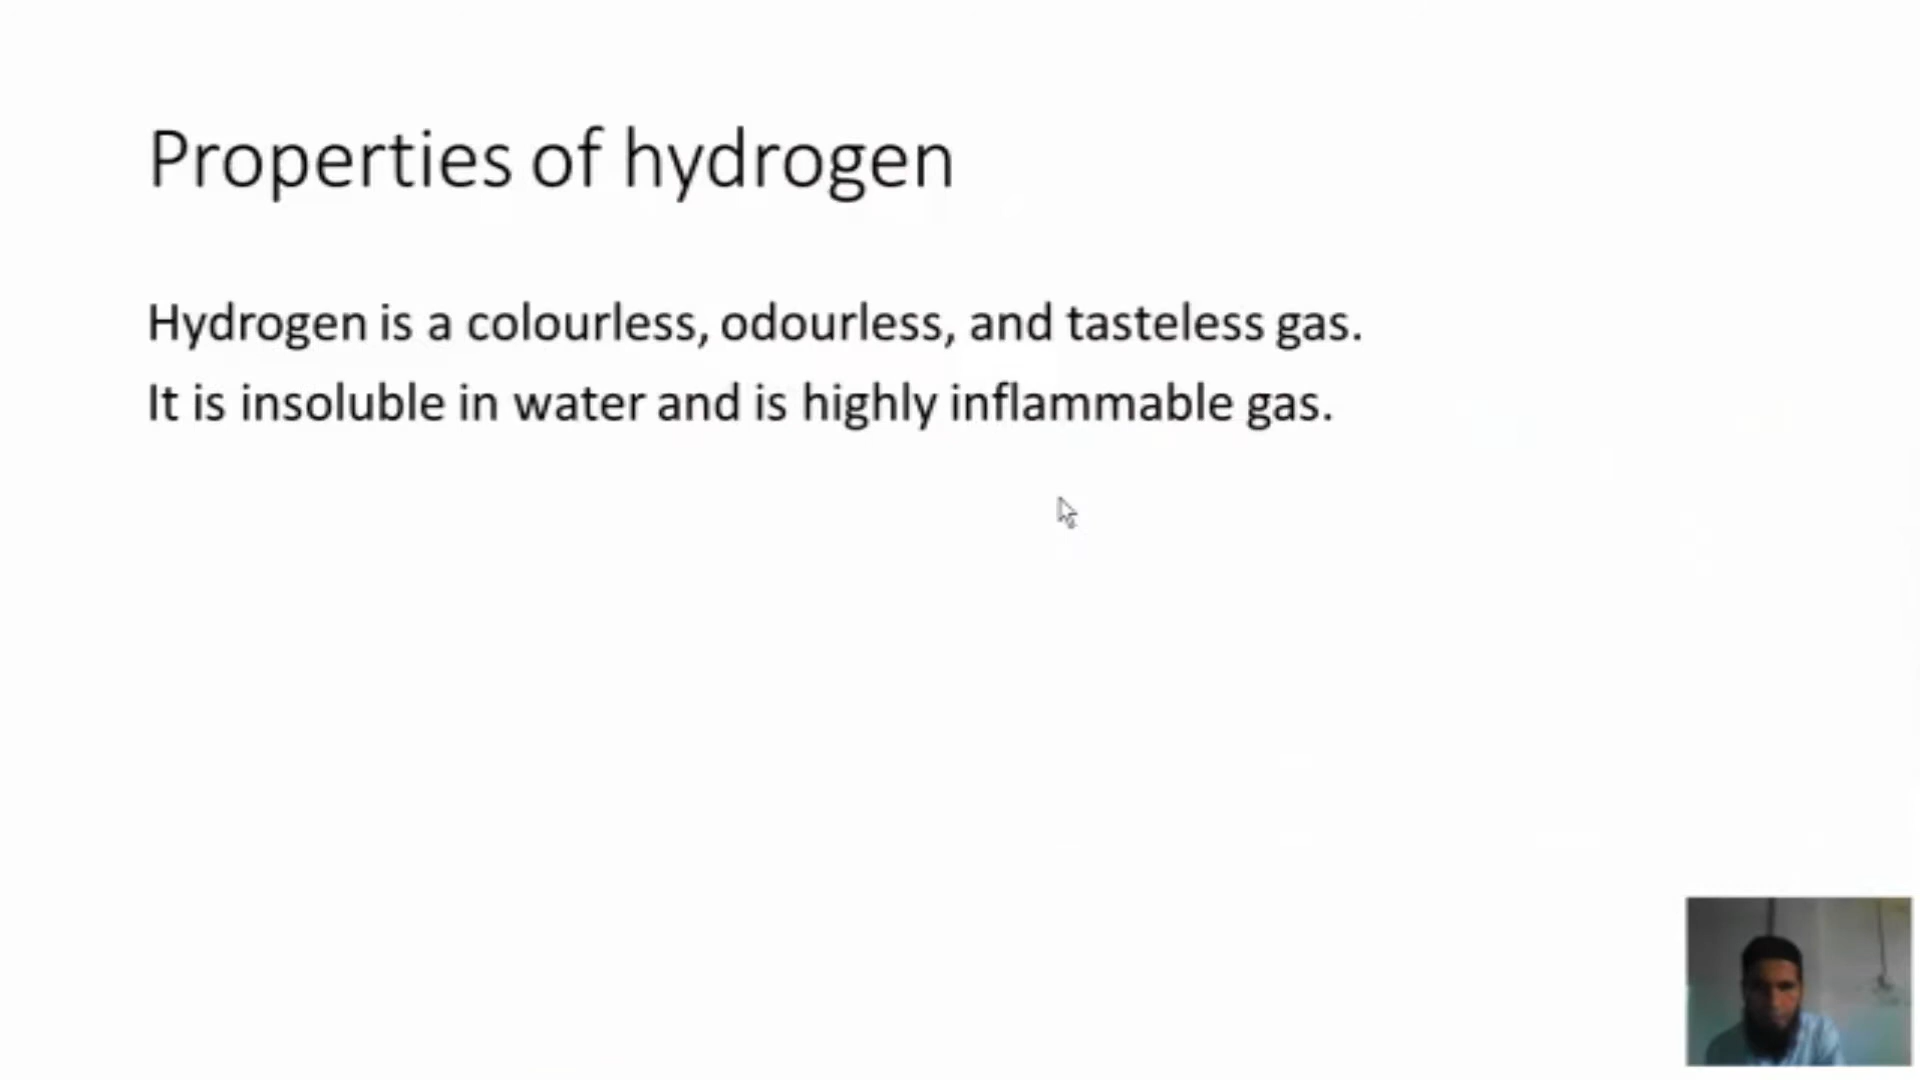 Properties of hydrogen
Hydrogen is a colourless, odourless, and tasteless gas.
It is insoluble in water and is highly inflammable gas.